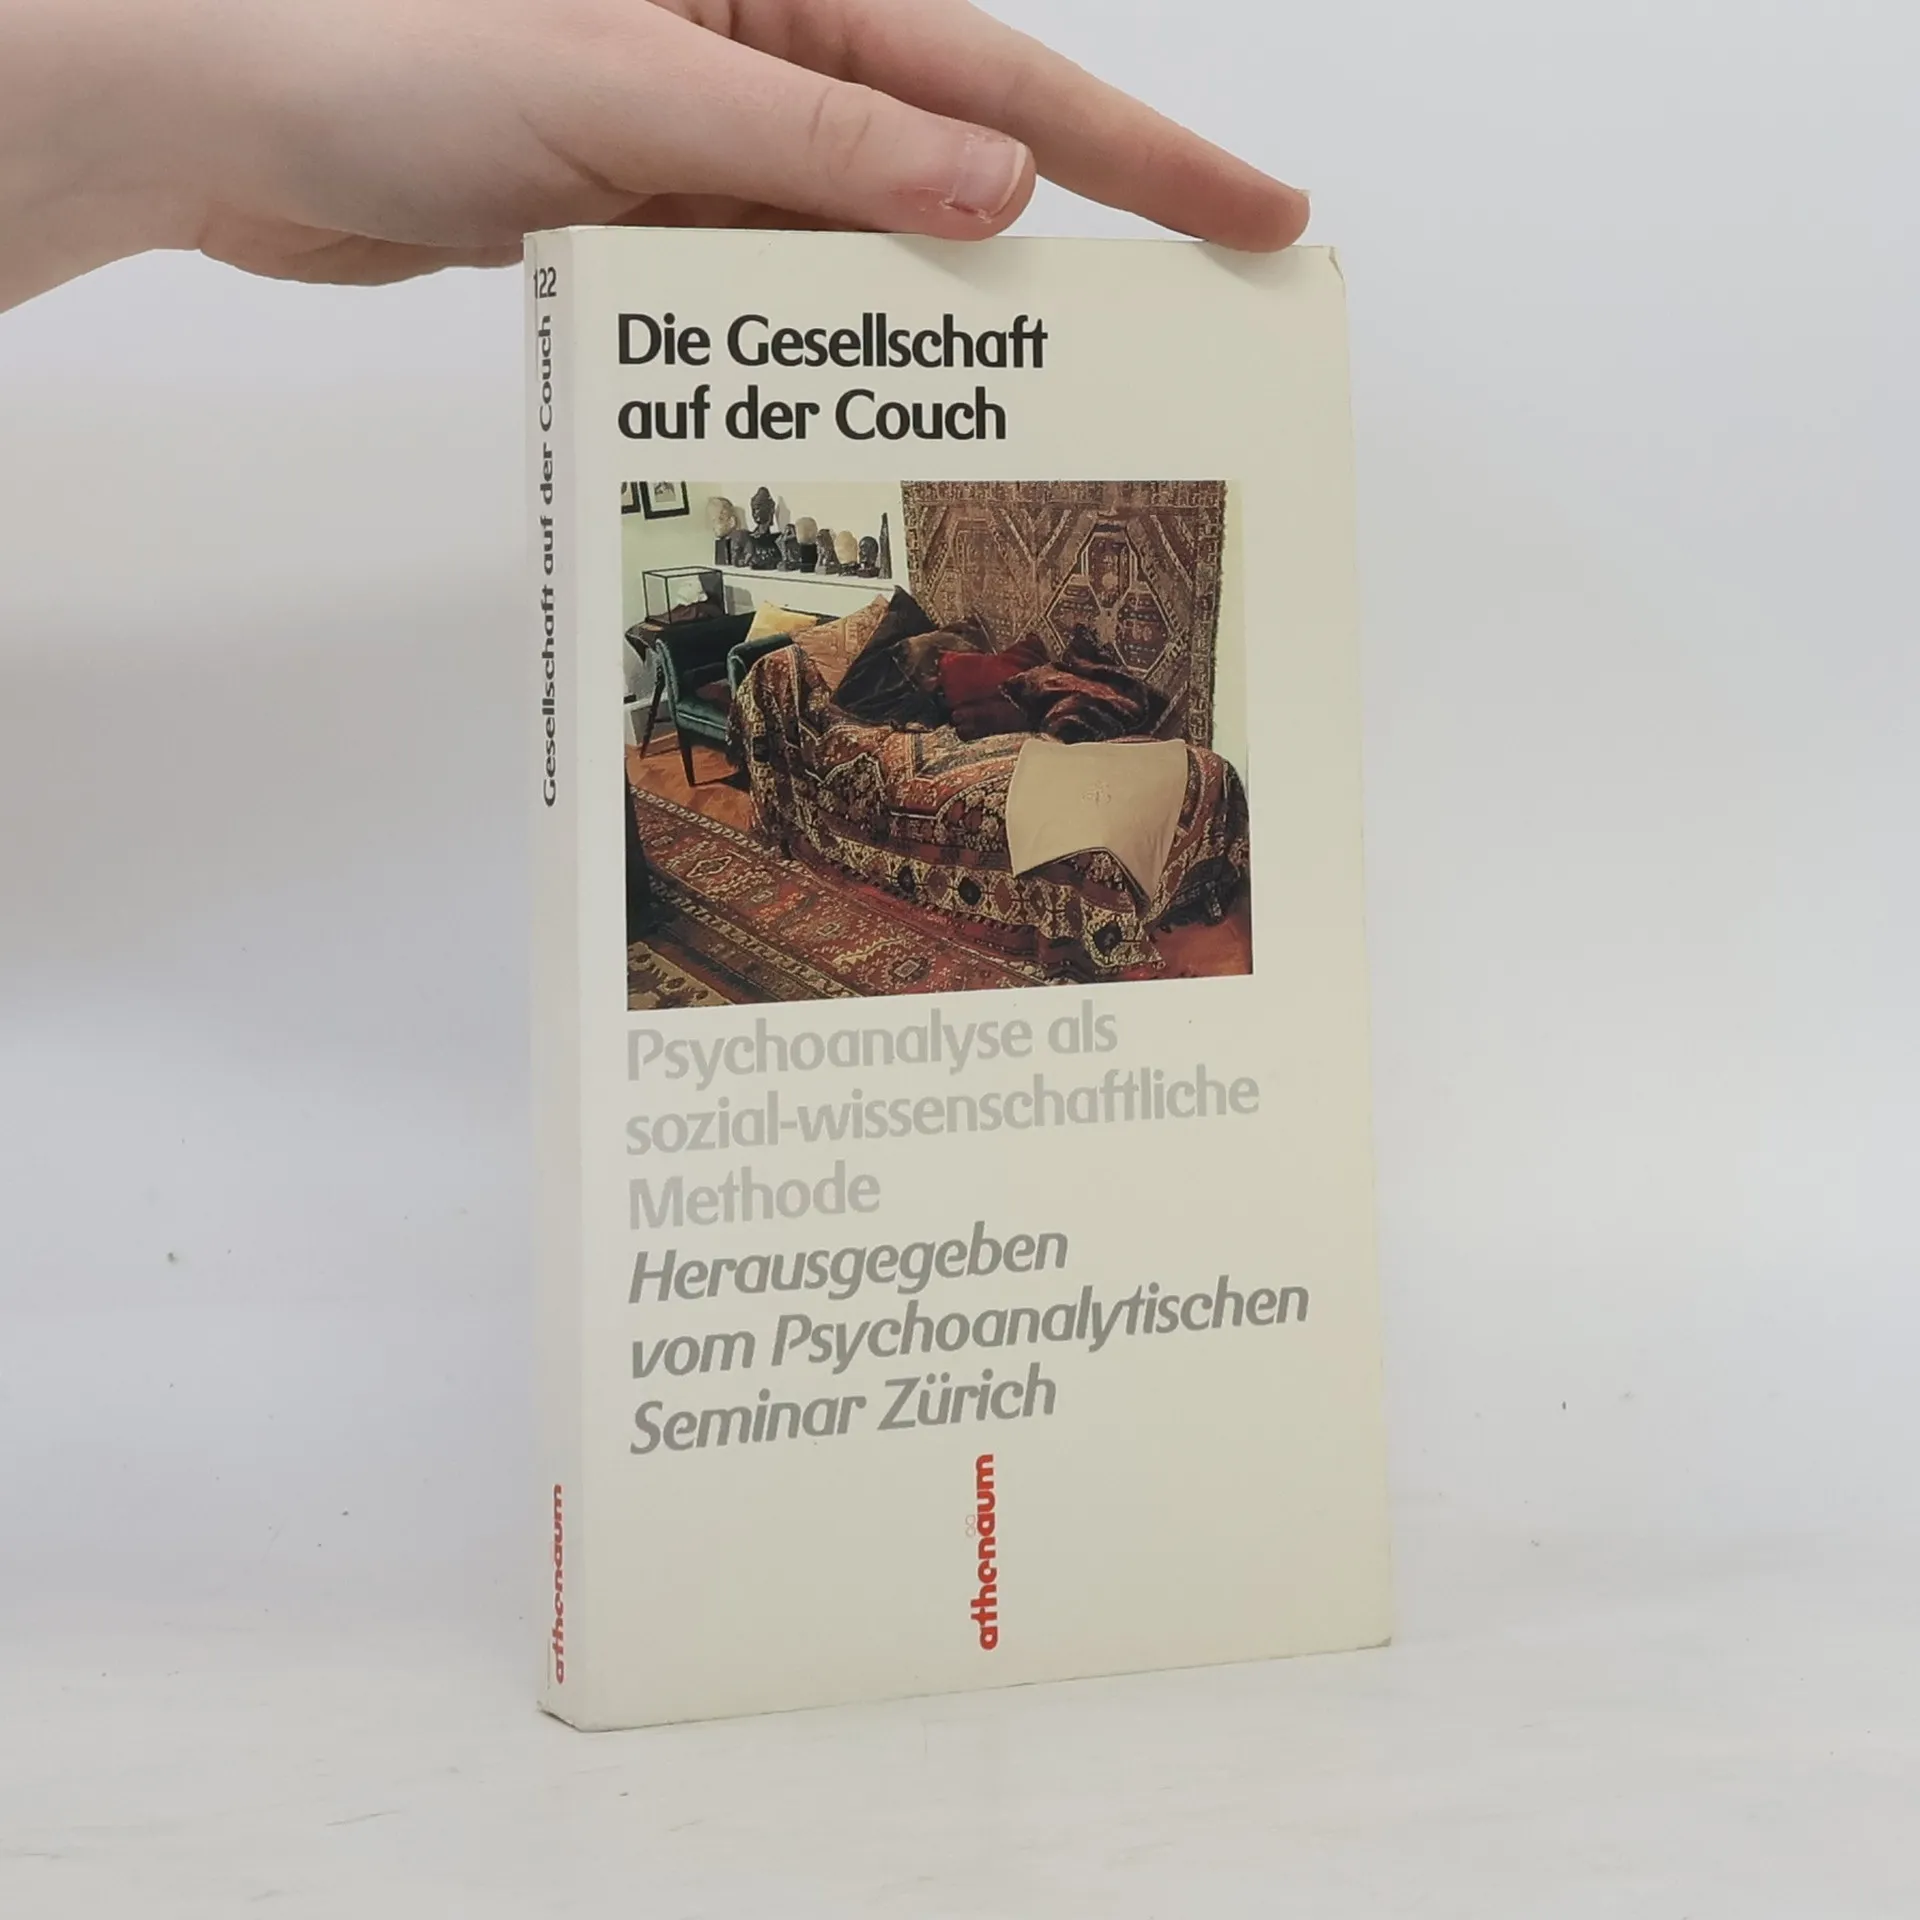 122
Gesellschaft auf der Couch
athenäum
Die Gesellschaft
auf der Couch
Psychoanalyse als
sozial-wissenschaftliche
Methode
Herausgegeben
vom Psychoanalytischen
Seminar Zürich
athenäum